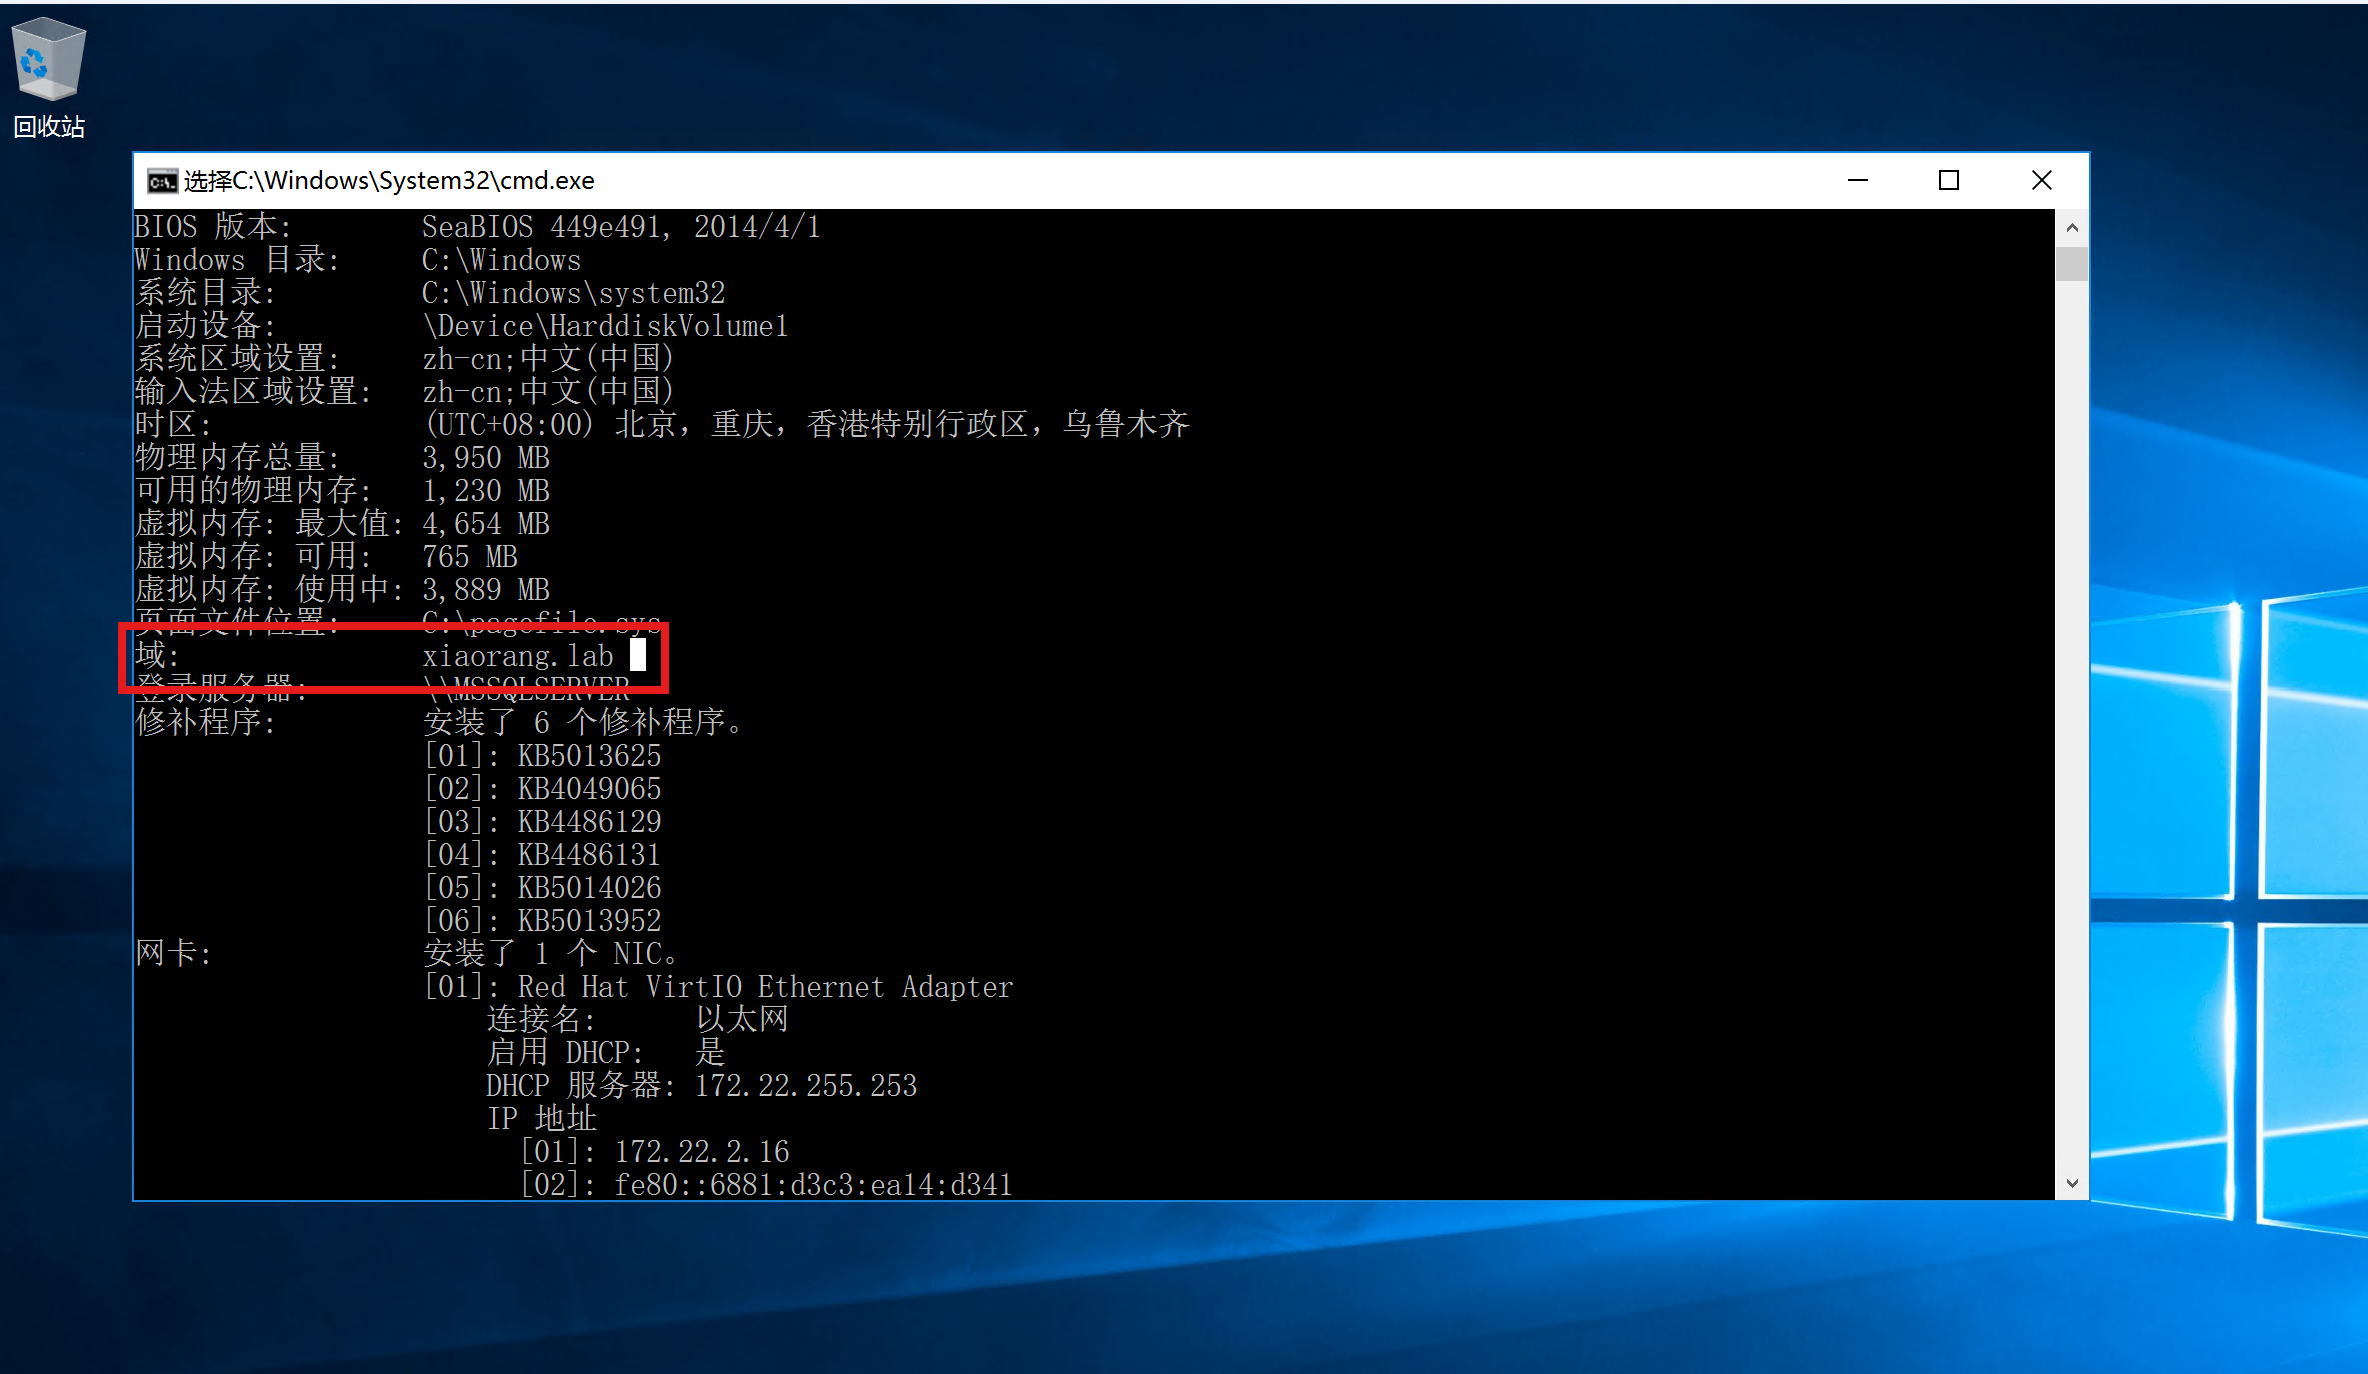 回收站
选择C:\Windows\System32\cmd.exe
BIOS 版本: SeaBIOS 449e491, 2014/4/1
Windows 目录: C:\Windows
系统目录: C:\Windows\system32
启动设备: \Device\HarddiskVolume1
系统区域设置: zh-cn;中文(中国)
输入法区域设置: zh-cn;中文(中国)
时区: (UTC+08:00) 北京，重庆，香港特别行政区，乌鲁木齐
物理内存总量: 3,950 MB
可用的物理内存: 1,230 MB
虚拟内存: 最大值: 4,654 MB
虚拟内存: 可用: 765 MB
虚拟内存: 使用中: 3,889 MB
页面文件位置: C:\pagefile.sys
域: xiaorang.lab
登录服务器: \\MSSQLSERVER
修补程序: 安装了 6 个修补程序。
[01]: KB5013625
[02]: KB4049065
[03]: KB4486129
[04]: KB4486131
[05]: KB5014026
[06]: KB5013952
网卡: 安装了 1 个 NIC。
[01]: Red Hat VirtIO Ethernet Adapter
连接名: 以太网
启用 DHCP: 是
DHCP 服务器: 172.22.255.253
IP 地址
[01]: 172.22.2.16
[02]: fe80::6881:d3c3:ea14:d341